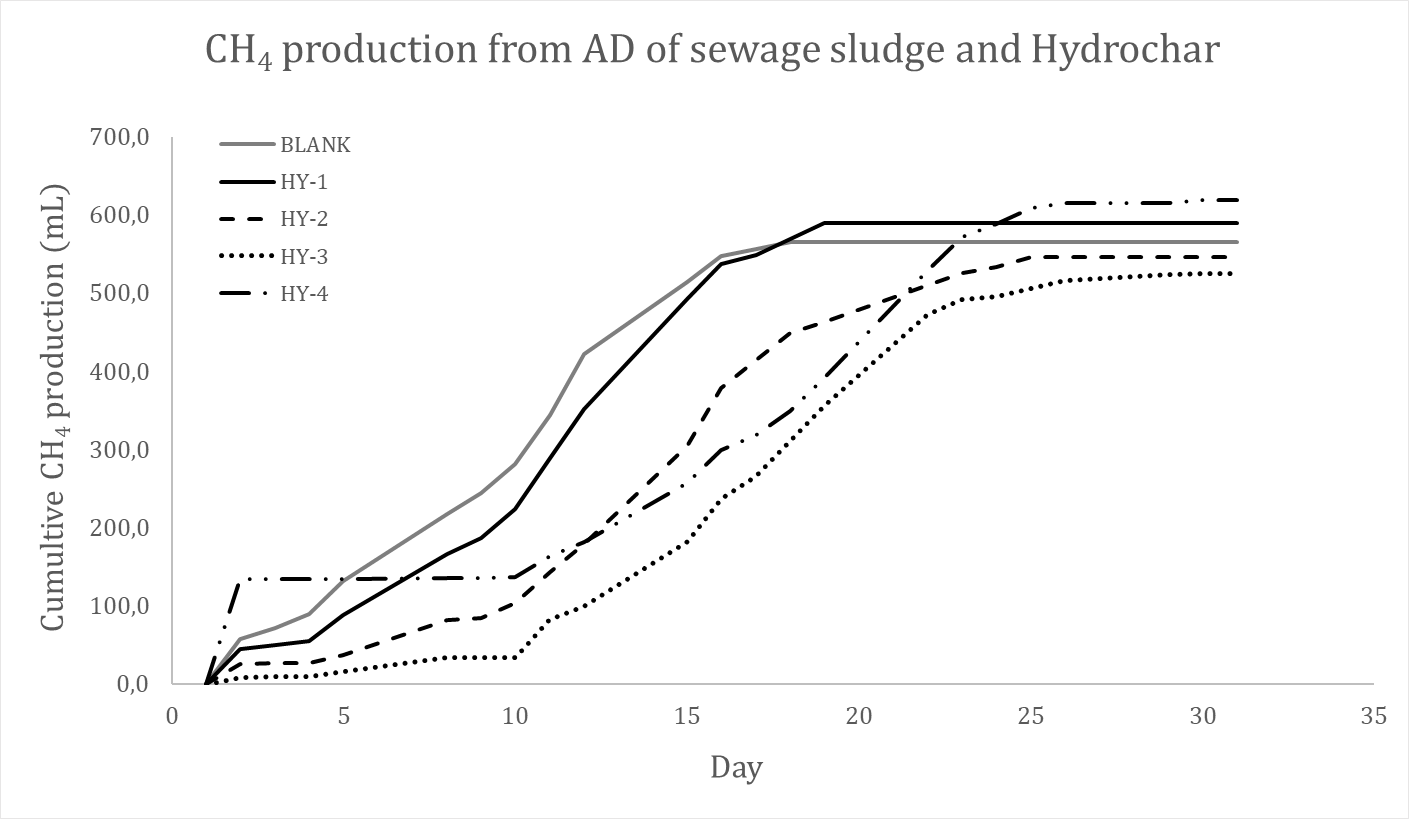 CH₄ production from AD of sewage sludge and Hydrochar
Cumultive CH₄ production (mL)
700,0
600,0
500,0
400,0
300,0
200,0
100,0
0,0
BLANK
HY-1
HY-2
HY-3
HY-4
0 5 10 15 20 25 30 35
Day